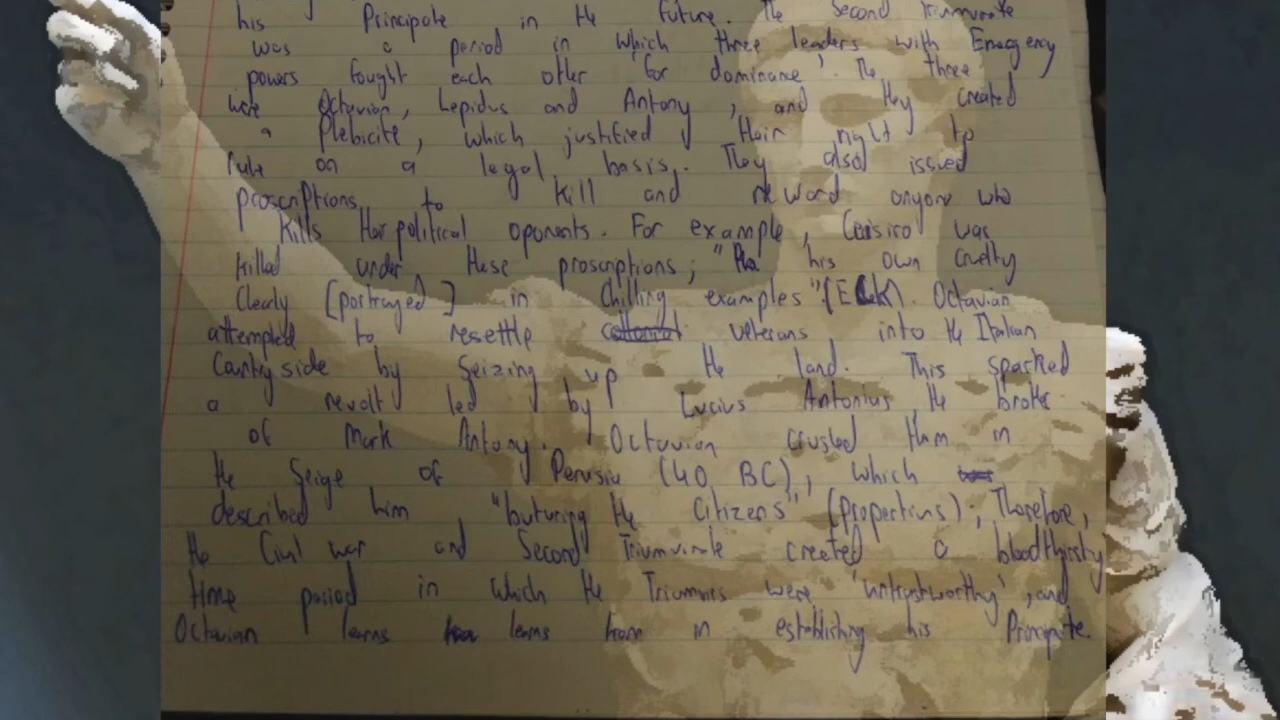 his Principate in the future. The Second Triumvirate
was a period in which three leaders with Emergency
powers fought each other 'for dominance'. The three
were Octavian, Lepidus and Antony, and they created
a Plebicite, which justified their right to
rule on a legal basis. They also issued
proscriptions to kill and reward anyone who
kills their political oponents. For example, was
killed under these proscriptions; " his own cruelty
Clearly [portrayed] in chilling examples" (Eck). Octavian
attempted to resettle veterans into the Italian
Countryside by Seizing up the land. This sparked
a revolt led by Lucius Antonius, the brother
of Mark Antony. Octavian crushed them in
the Seige of Perusia (40 BC), which
described him "buturing the Citizens" (Propertius); Therefore,
the Civil war and Second Triumvirate created a bloodthirsty
time period in which the Triumvirs were 'untrustworthy', and
Octavian learns learns from in establishing his Principate.